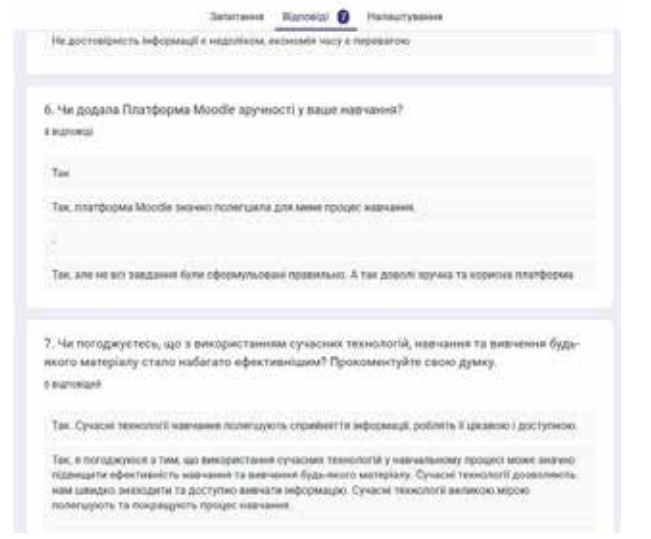 Запитання Відповіді 7 Налаштування
Не достовірність інформації є недоліком, економія часу є перевагою
6. Чи додала Платформа Moodle зручності у ваше навчання?
4 відповіді
Так
Так, платформа Moodle значно полегшила для мене процес навчання.
.
Так, але не всі завдання були сформульовані правильно. А так доволі зручна та корисна платформа
7. Чи погоджуєтесь, що з використанням сучасних технологій, навчання та вивчення будь-
якого матеріалу стало набагато ефективнішим? Прокоментуйте свою думку.
6 відповідей
Так. Сучасні технології навчання полегшують сприйняття інформації, роблять її цікавою і доступною.
Так, я погоджуюся з тим, що використання сучасних технологій у навчальному процесі може значно
підвищити ефективність навчання та вивчення будь-якого матеріалу. Сучасні технології дозволяють
нам швидко знаходити та доступно вивчати інформацію. Сучасні технології великою мірою
полегшують та покращують процес навчання.